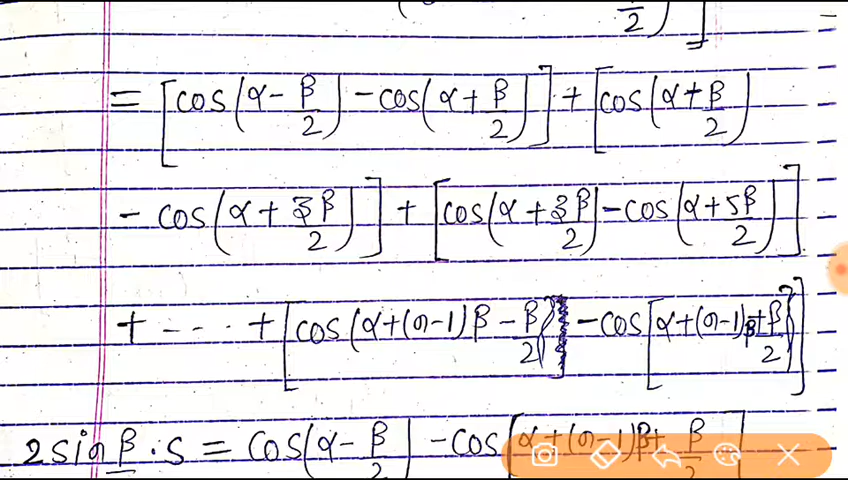 β/2)]
= [cos(α - β/2) - cos(α + β/2)] + [cos(α + β/2)
- cos(α + 3β/2)] + [cos(α + 3β/2) - cos(α + 5β/2)]
+ - - - - + [cos(α + (n-1)β - β/2) - cos[α + (n-1)β + β/2}]
2 sin β/2 · S = cos(α - β/2) - cos[α + (n-1)β + β/2]